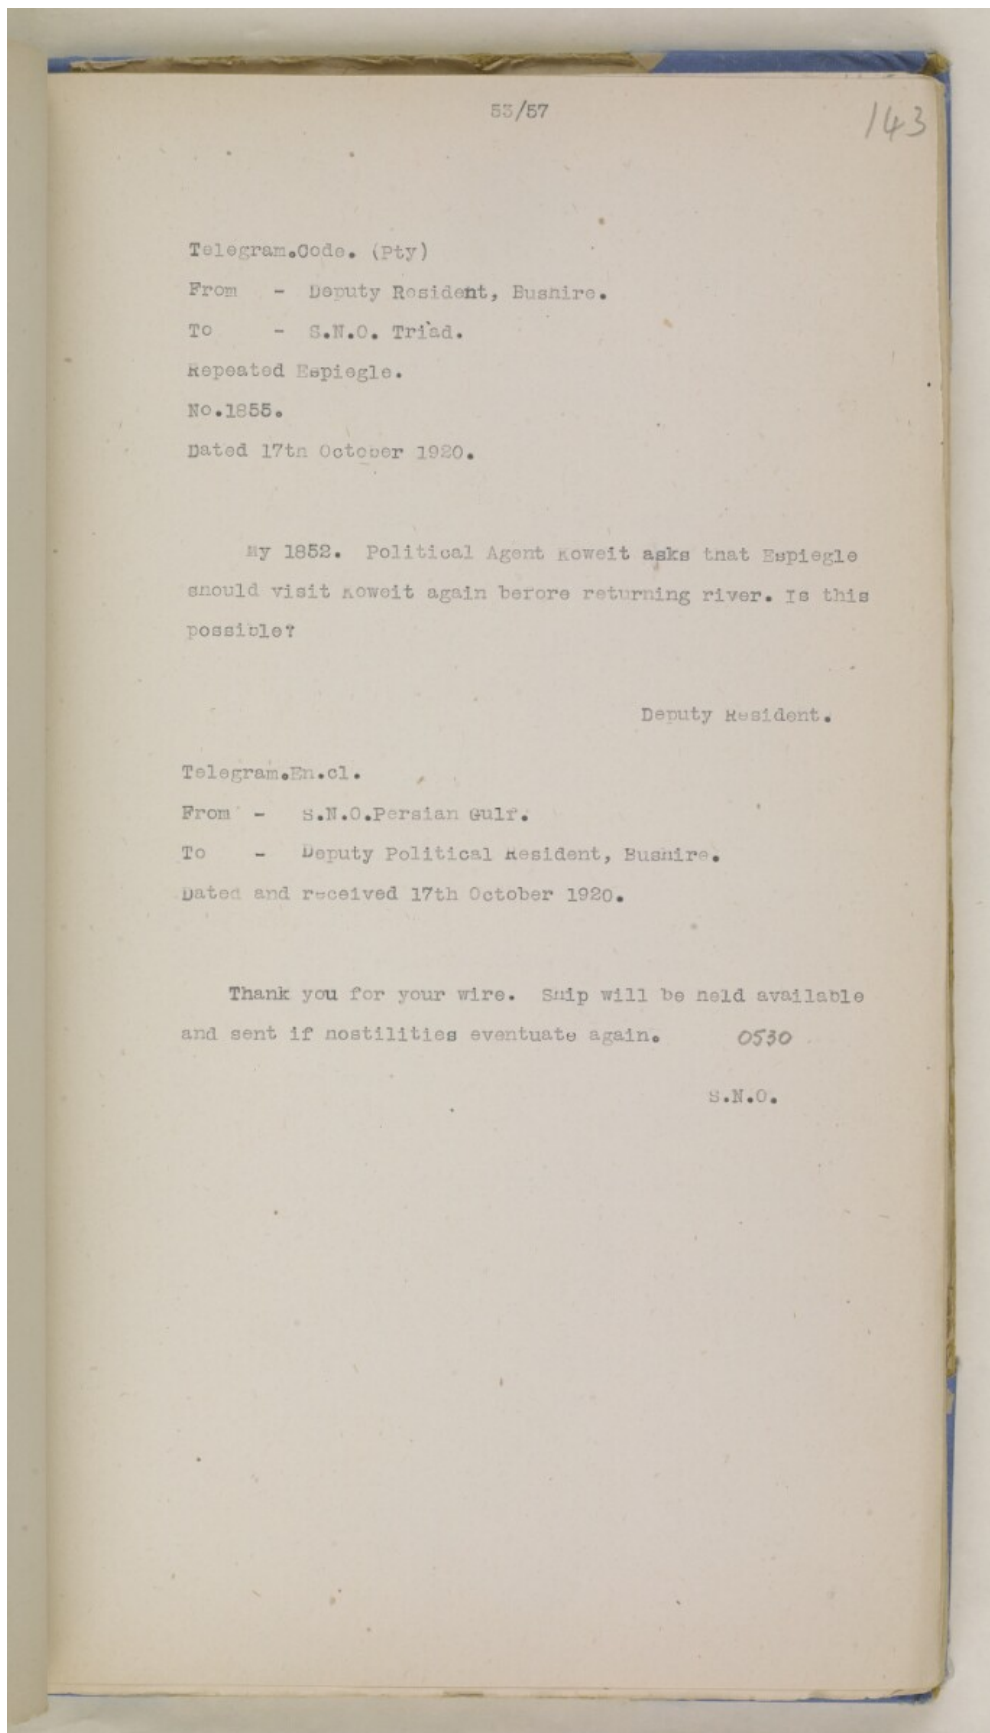 53/57
143
Telegram.Code. (Pty)
From - Deputy Resident, Bushire.
To - S.N.O. Triad.
Repeated Espiegle.
No.1855.
Dated 17th October 1920.
My 1852. Political Agent Koweit asks that Espiegle
should visit Koweit again before returning river. Is this
possible?
Deputy Resident.
Telegram.En.cl.
From - S.N.O.Persian Gulf.
To - Deputy Political Resident, Bushire.
Dated and received 17th October 1920.
Thank you for your wire. Ship will be held available
and sent if hostilities eventuate again. 0530
S.N.O.